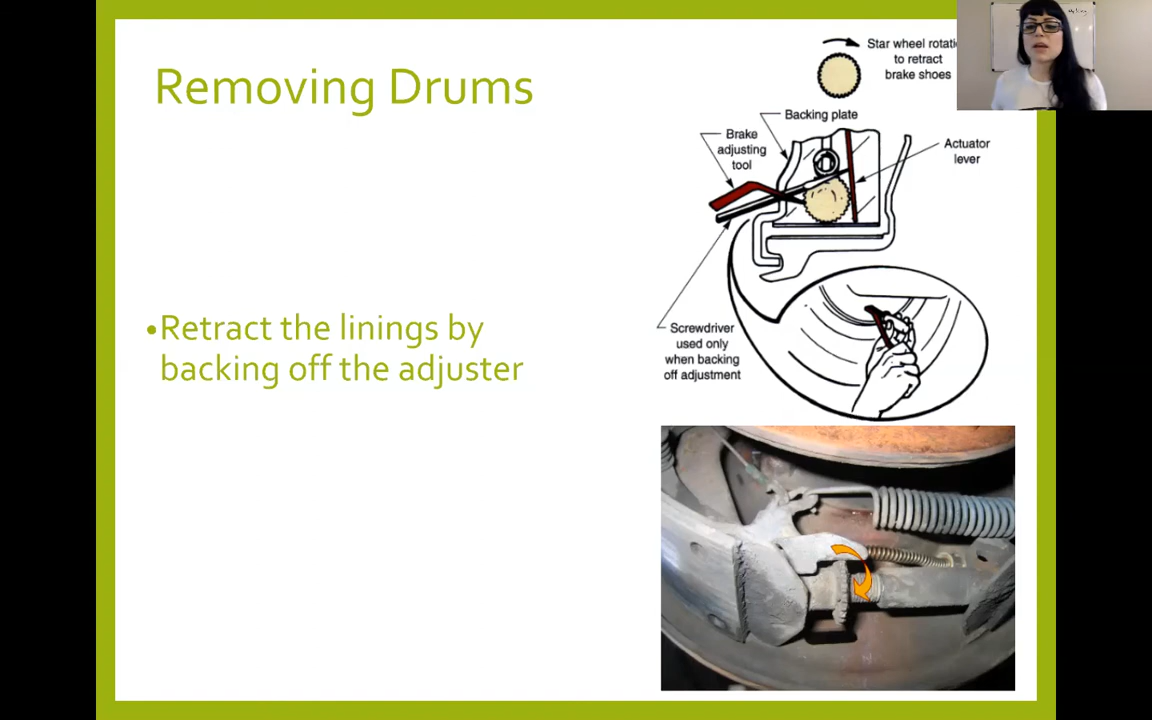 Removing Drums
•Retract the linings by
backing off the adjuster
Star wheel
to retract
brake shoes
Backing plate
Brake
adjusting
tool
Actuator
lever
Screwdriver
used only
when backing
off adjustment